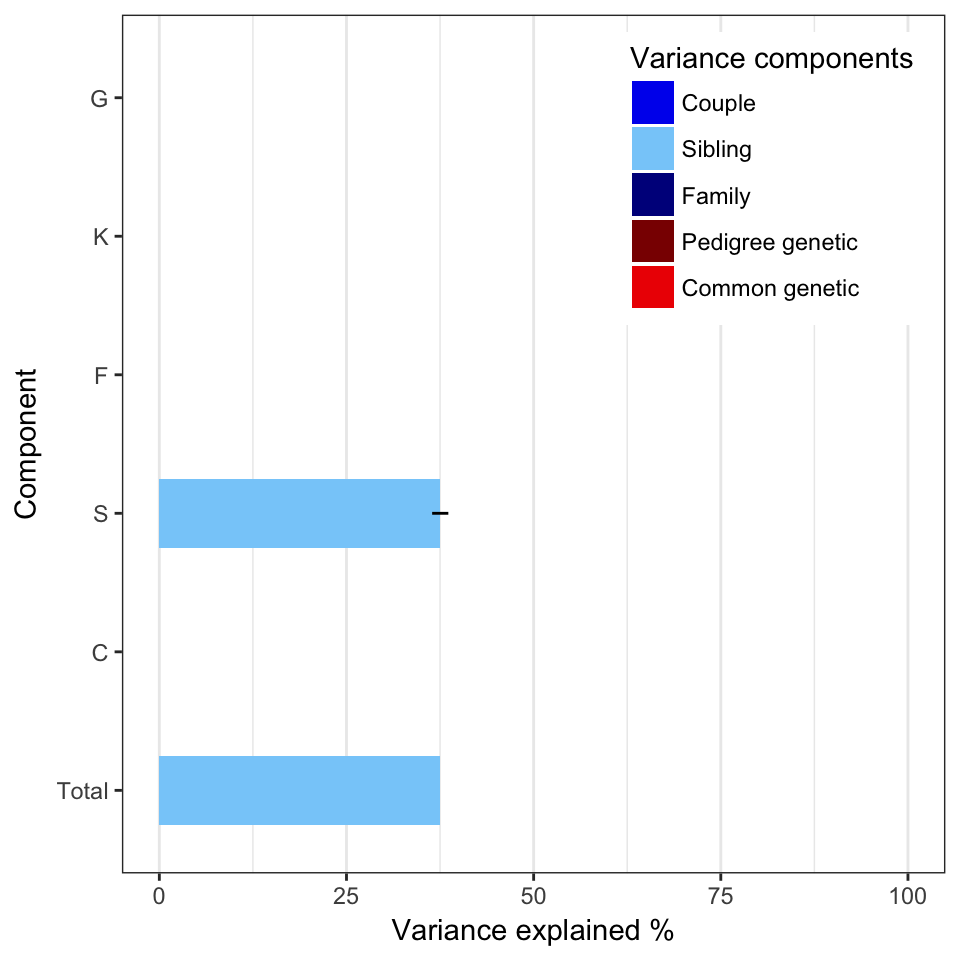 Variance components
Couple
Sibling
Family
Pedigree genetic
Common genetic
G
K
F
S
C
Total
Component
0 25 50 75 100
Variance explained %